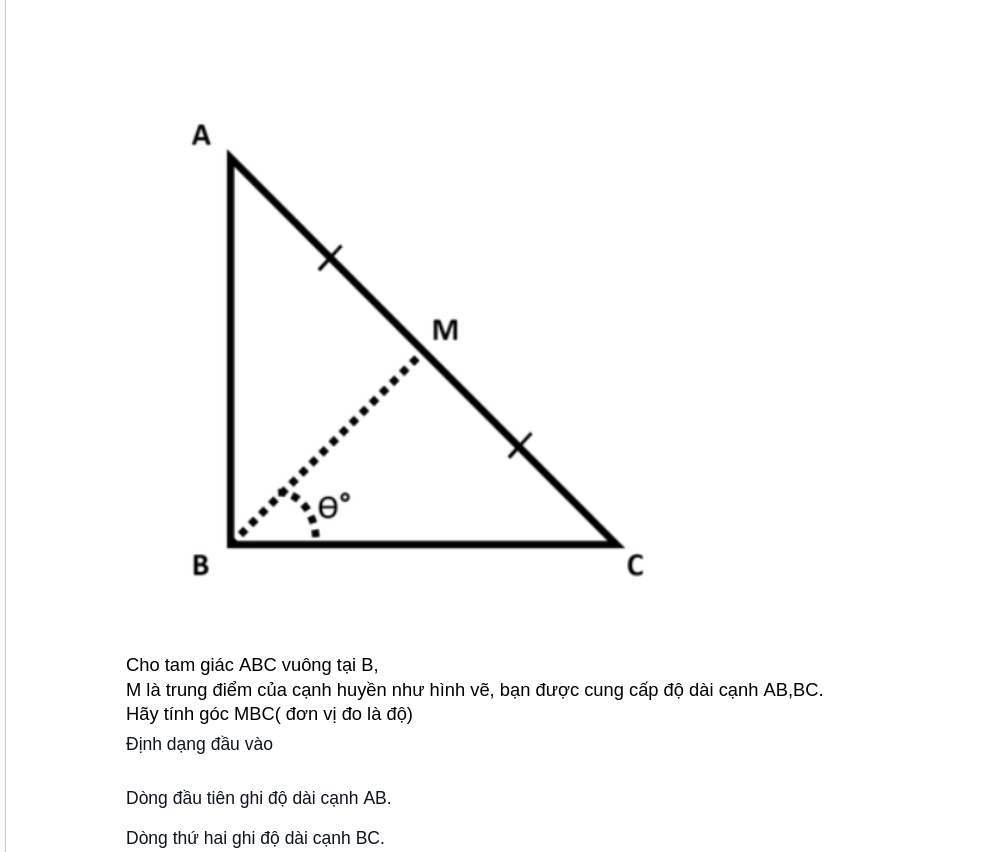 A
M
θ°
B
C
Cho tam giác ABC vuông tại B,
M là trung điểm của cạnh huyền như hình vẽ, bạn được cung cấp độ dài cạnh AB,BC.
Hãy tính góc MBC( đơn vị đo là độ)
Định dạng đầu vào
Dòng đầu tiên ghi độ dài cạnh AB.
Dòng thứ hai ghi độ dài cạnh BC.